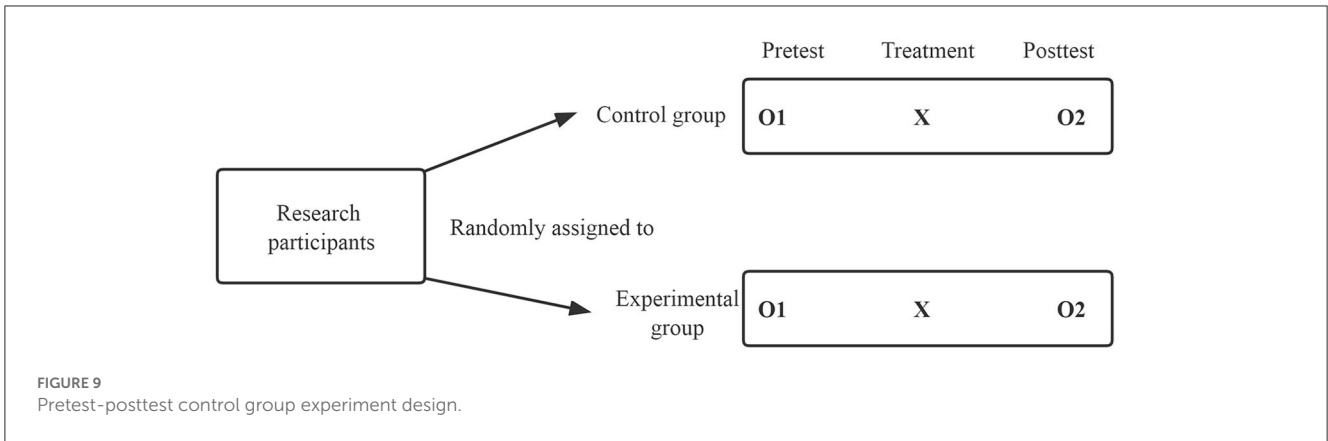 Pretest Treatment Posttest
Control group O1 X O2
Research
participants
Randomly assigned to
Experimental
group
O1 X O2
FIGURE 9
Pretest-posttest control group experiment design.